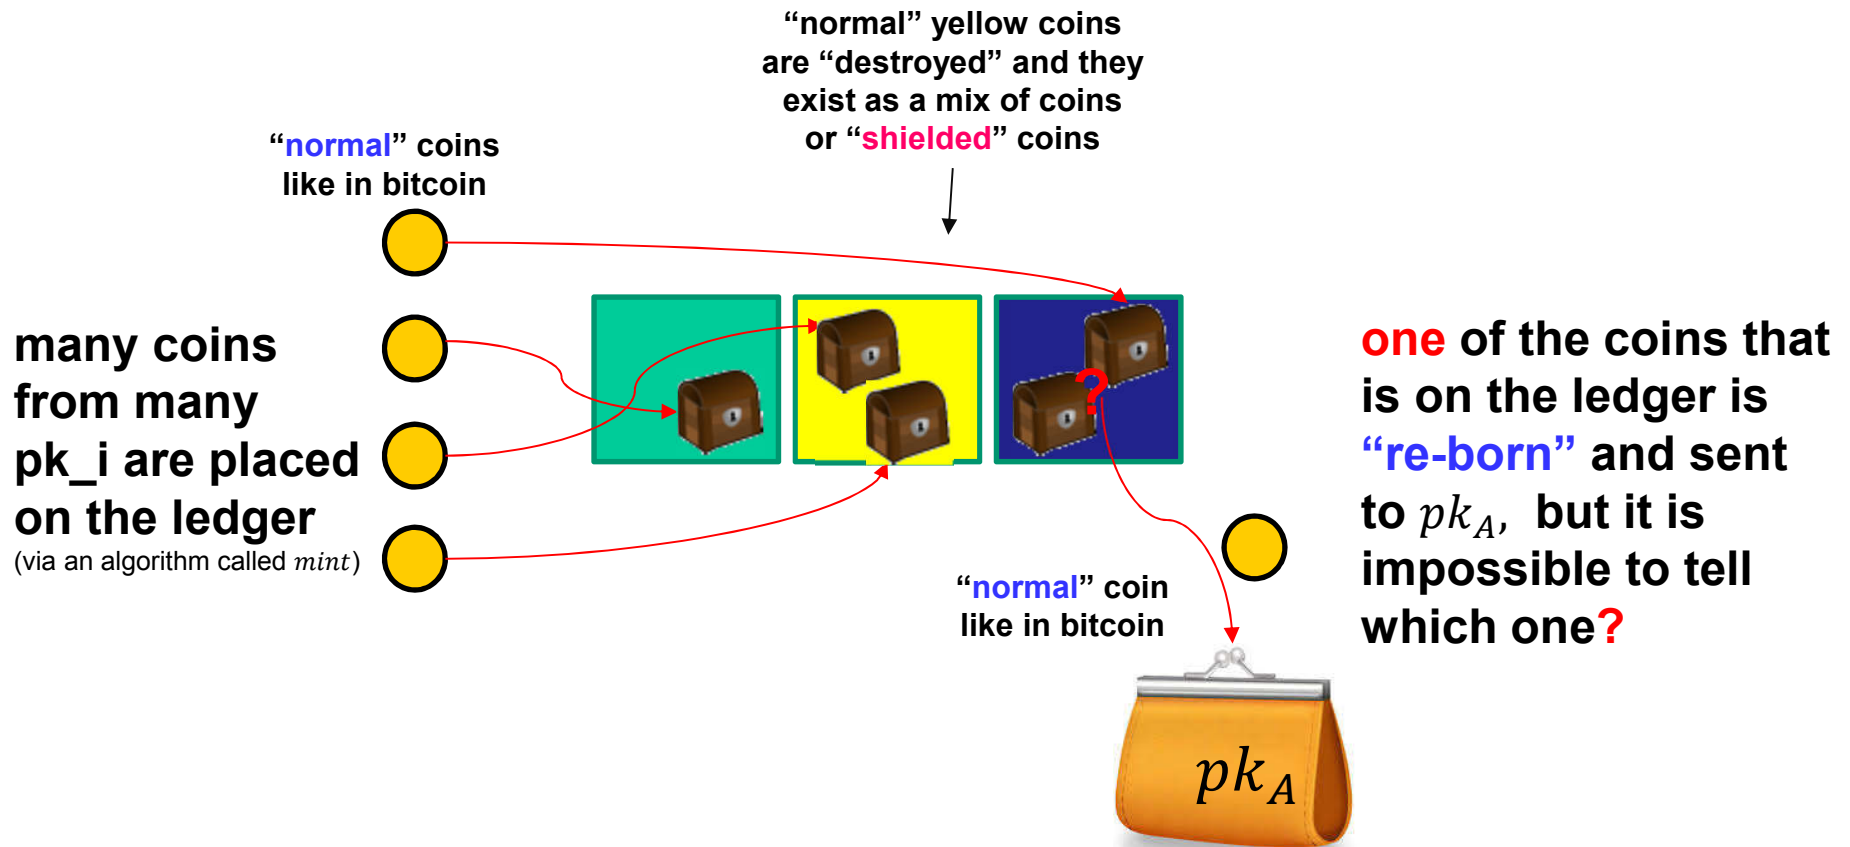 “normal” yellow coins
are “destroyed” and they
exist as a mix of coins
or “shielded” coins
“normal” coins
like in bitcoin
many coins
from many
pk_i are placed
on the ledger
(via an algorithm called 𝑚𝑖𝑛𝑡)
?
one of the coins that
is on the ledger is
“re-born” and sent
to 𝑝𝑘_𝐴, but it is
impossible to tell
which one?
“normal” coin
like in bitcoin
𝑝𝑘_𝐴